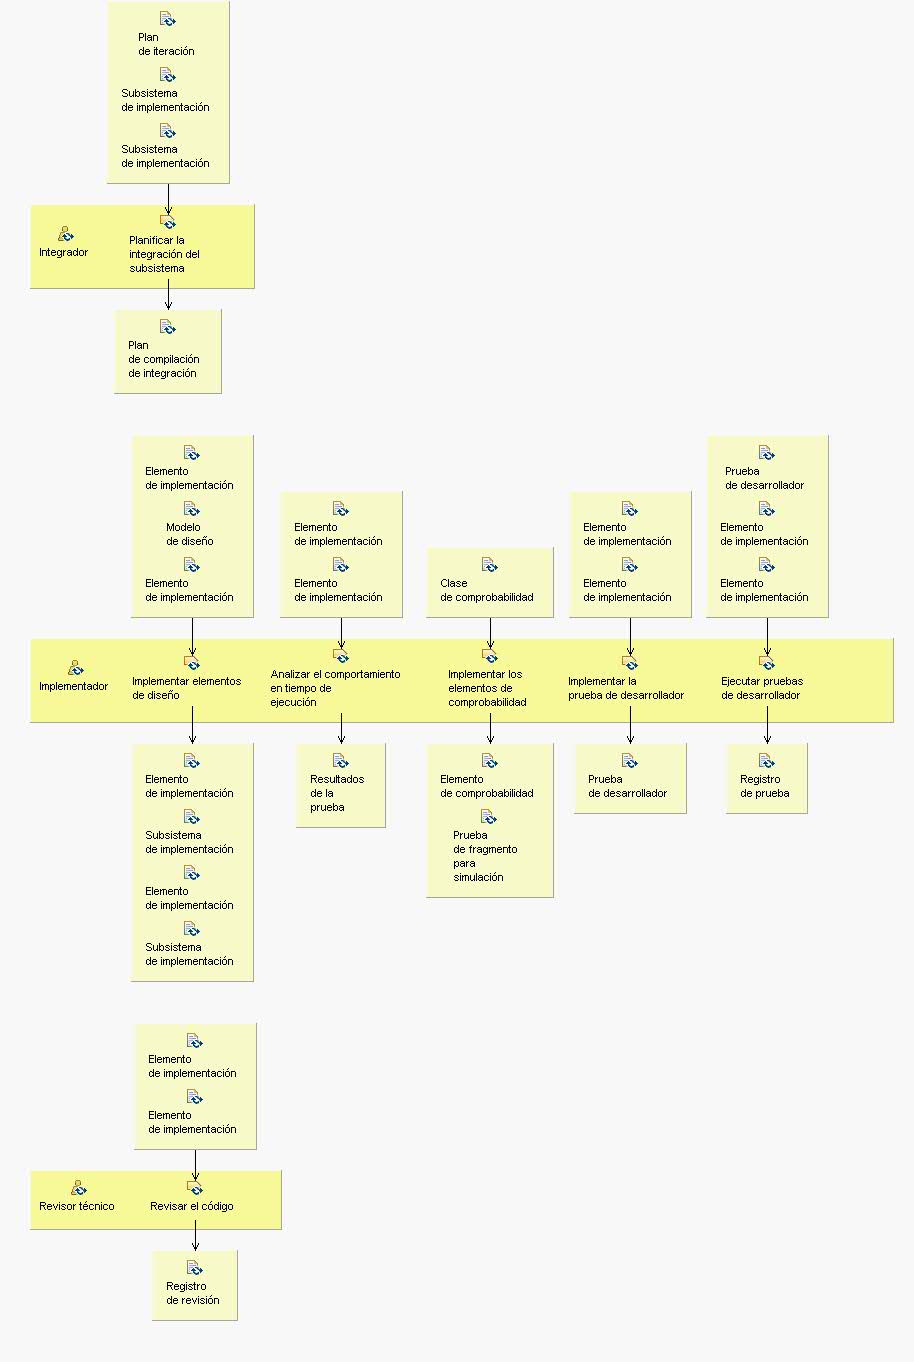 Plan
de iteración
Subsistema
de implementación
Subsistema
de implementación
Integrador
Planificar la
integración del
subsistema
Plan
de compilación
de integración
Elemento
de implementación
Modelo
de diseño
Elemento
de implementación
Elemento
de implementación
Elemento
de implementación
Clase
de comprobabilidad
Elemento
de implementación
Elemento
de implementación
Prueba
de desarrollador
Elemento
de implementación
Elemento
de implementación
Implementador
Implementar elementos
de diseño
Analizar el comportamiento
en tiempo de
ejecución
Implementar los
elementos de
comprobabilidad
Implementar la
prueba de desarrollador
Ejecutar pruebas
de desarrollador
Elemento
de implementación
Subsistema
de implementación
Elemento
de implementación
Subsistema
de implementación
Resultados
de la
prueba
Elemento
de comprobabilidad
Prueba
de fragmento
para
simulación
Prueba
de desarrollador
Registro
de prueba
Elemento
de implementación
Elemento
de implementación
Revisor técnico
Revisar el código
Registro
de revisión